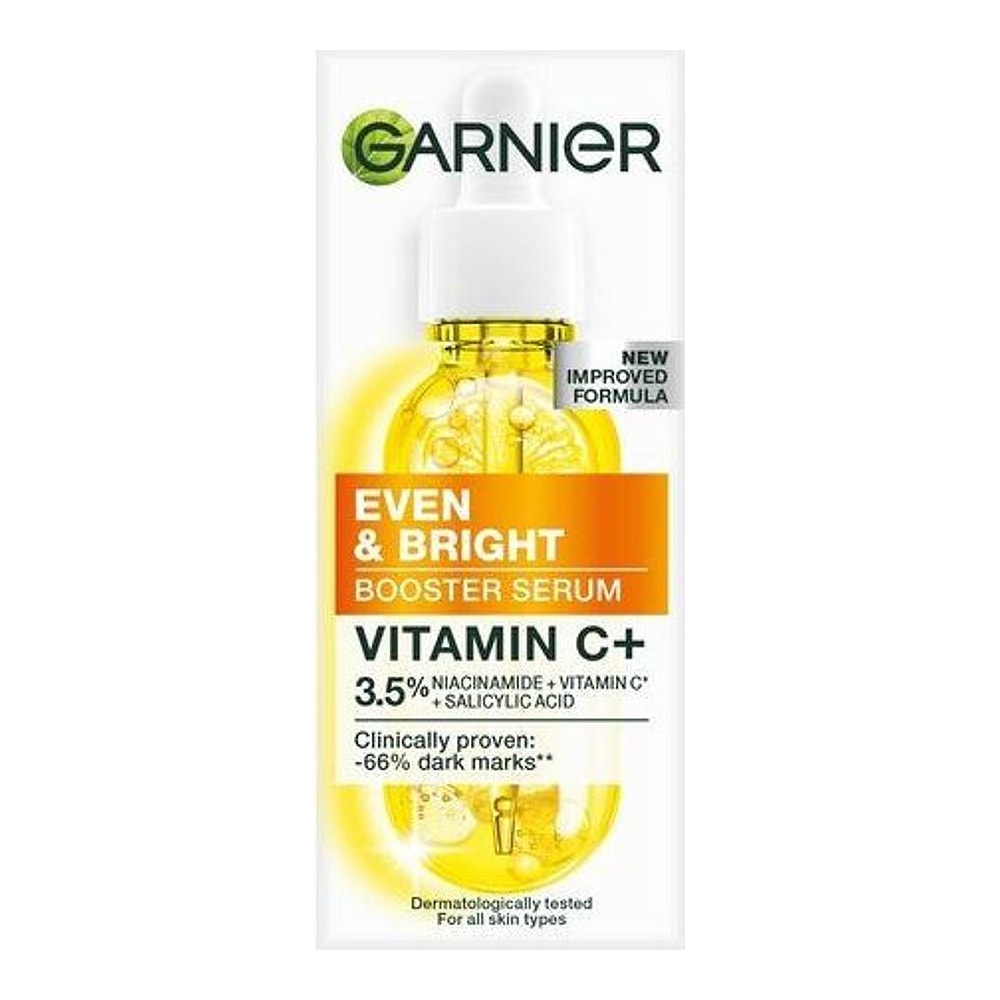 GARNIER
NEW
IMPROVED
FORMULA
EVEN
& BRIGHT
BOOSTER SERUM
VITAMIN C+
3.5% NIACINAMIDE + VITAMIN C*
+ SALICYLIC ACID
Clinically proven:
-66% dark marks**
Dermatologically tested
For all skin types